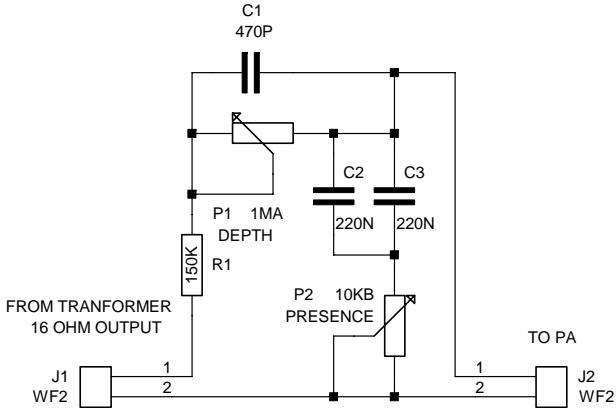 C1
470P
C2
C3
P1 1MA
DEPTH
220N
220N
150K
R1
P2 10KB
PRESENCE
FROM TRANFORMER
16 OHM OUTPUT
TO PA
J1
WF2
1
2
1
2
J2
WF2